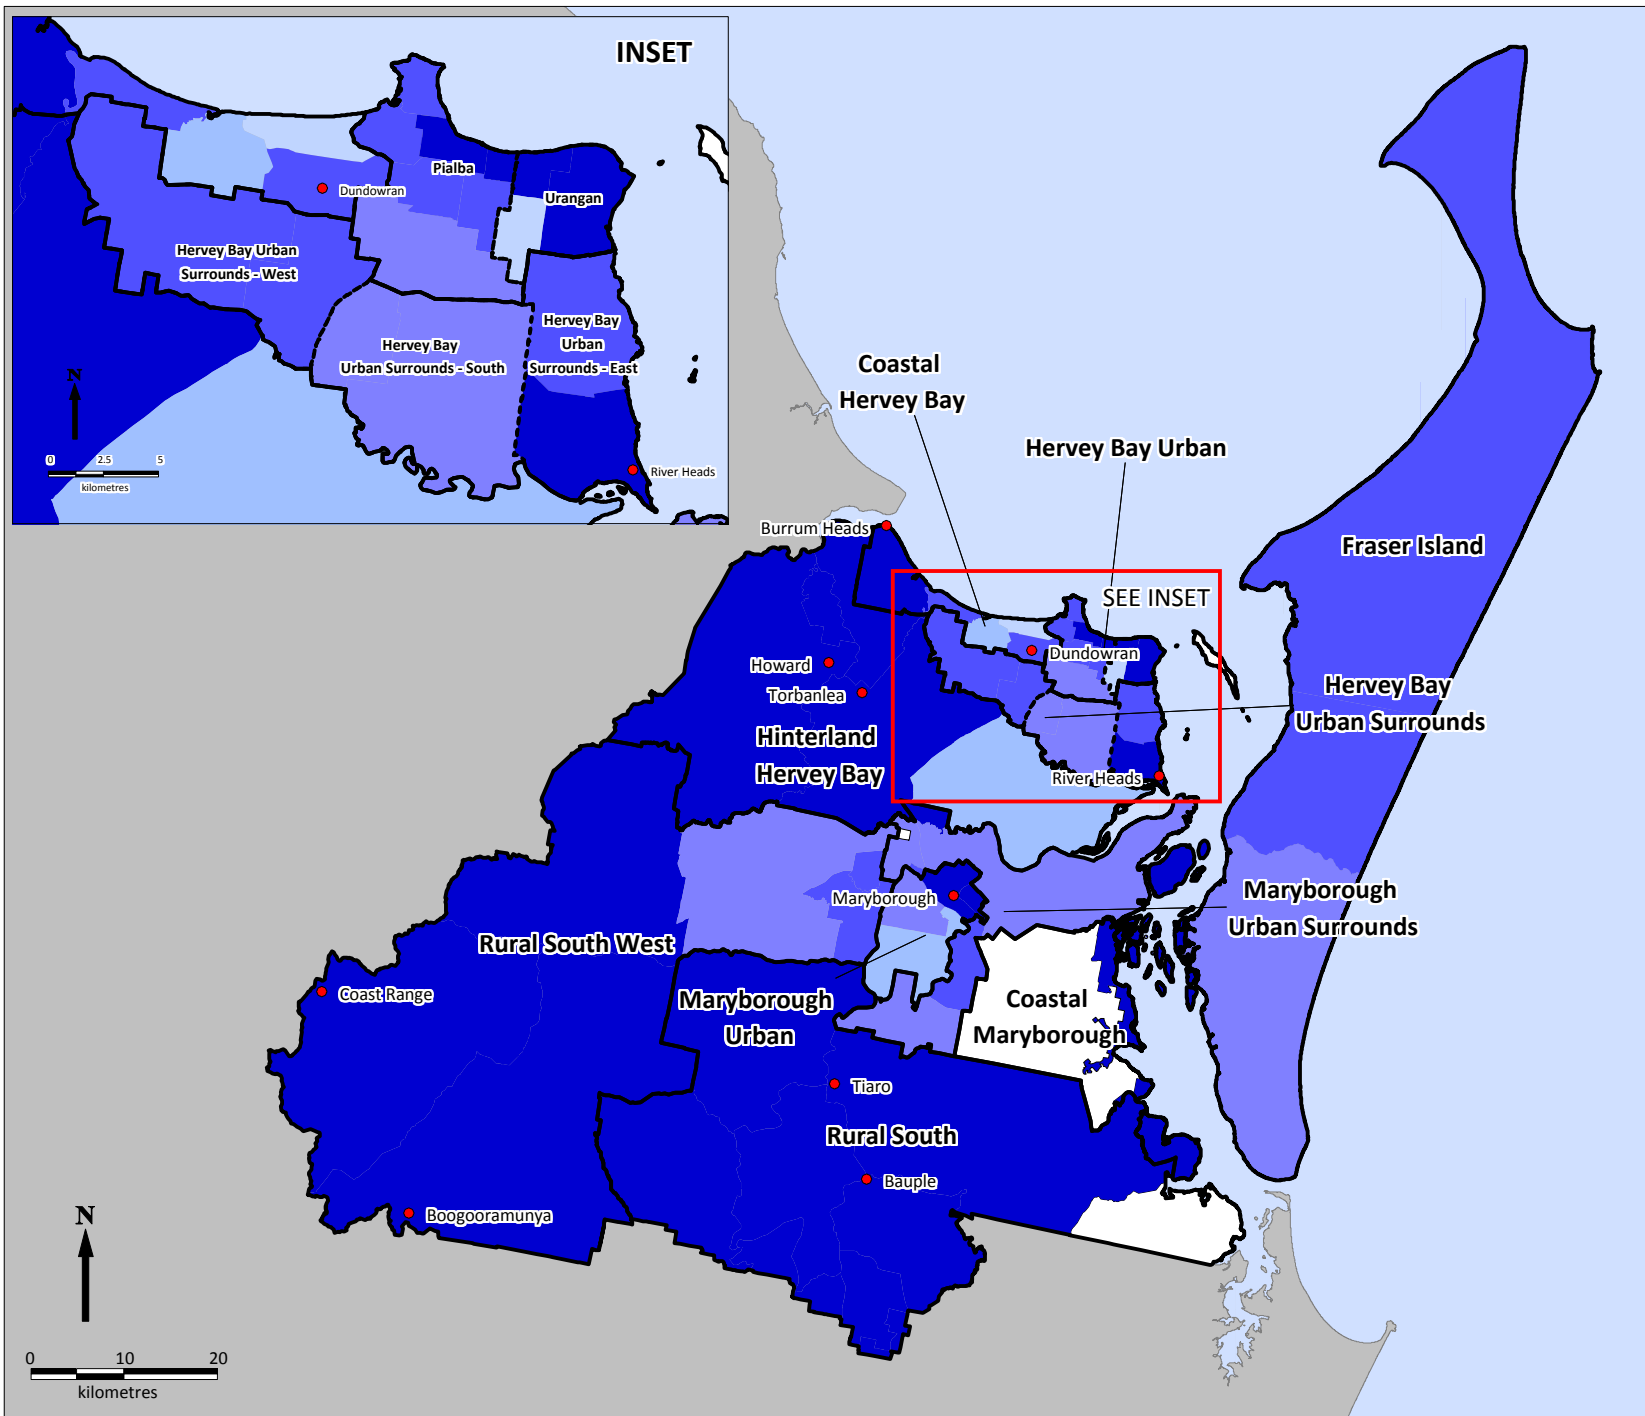 INSET
Pialba
Urangan
Dundowran
Hervey Bay Urban
Surrounds - West
Hervey Bay
Urban Surrounds - South
Hervey Bay
Urban
Surrounds - East
River Heads
N
0 2.5 5
kilometres
Coastal
Hervey Bay
Hervey Bay Urban
Burrum Heads
Fraser Island
SEE INSET
Dundowran
Howard
Torbanlea
Hervey Bay
Urban Surrounds
Hinterland
Hervey Bay
River Heads
Maryborough
Maryborough
Urban Surrounds
Rural South West
Coast Range
Maryborough
Urban
Coastal
Maryborough
Tiaro
Rural South
Bauple
Boogooramunya
N
0 10 20
kilometres